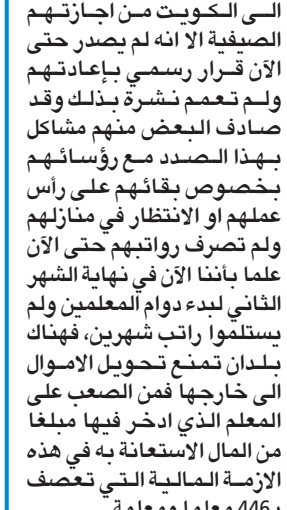 الى الكويت من اجازتهم
الصيفية الا انه لم يصدر حتى
الآن قرار رسمي بإعادتهم
ولم تعمم نشرة بذلك وقد
صادف البعض منهم مشاكل
بهذا الصدد مع رؤسائهم
بخصوص بقائهم على رأس
عملهم او الانتظار في منازلهم
ولم تصرف رواتبهم حتى الآن
علما بأننا الآن في نهاية الشهر
الثاني لبدء دوام المعلمين ولم
يستلموا راتب شهرين، فهناك
بلدان تمنع تحويل الاموال
الى خارجها فمن الصعب على
المعلم الذي ادخر فيها مبلغا
من المال الاستعانة به في هذه
الازمة المالية التي تعصف
بـ446 معلما ومعلمة